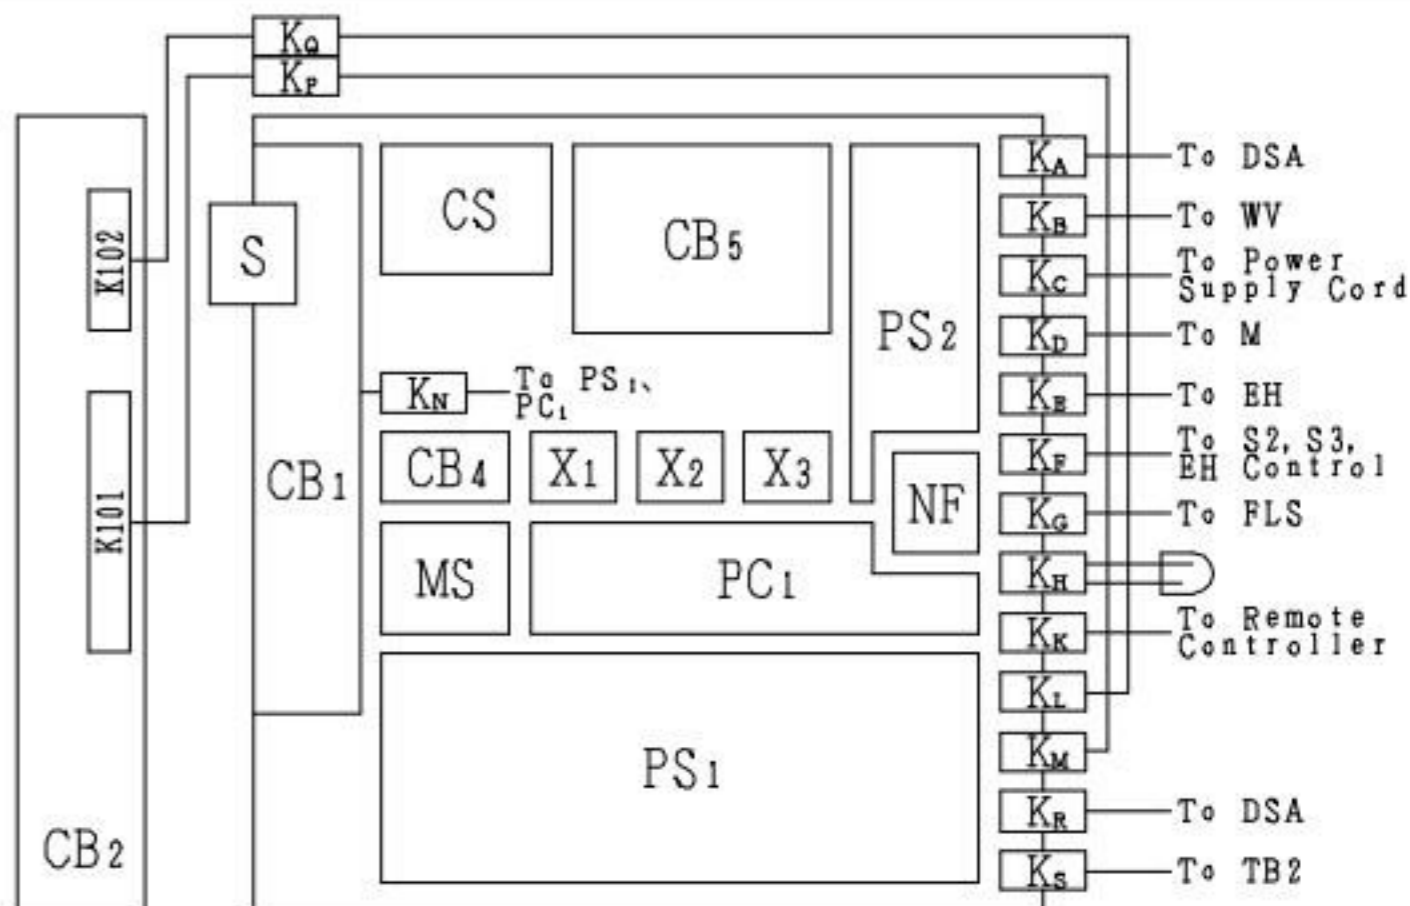 KQ
KP
KA To DSA
KB To WV
KC To Power
Supply Cord
KD To M
KE To EH
KF To S2, S3,
EH Control
KG To FLS
KH
KK To Remote
Controller
KL
KM
KR To DSA
KS To TB2
K102
K101
CB2
S
CB1
CS
CB5
PS2
KN To PS1、
PC1
CB4
X1
X2
X3
NF
MS
PC1
PS1